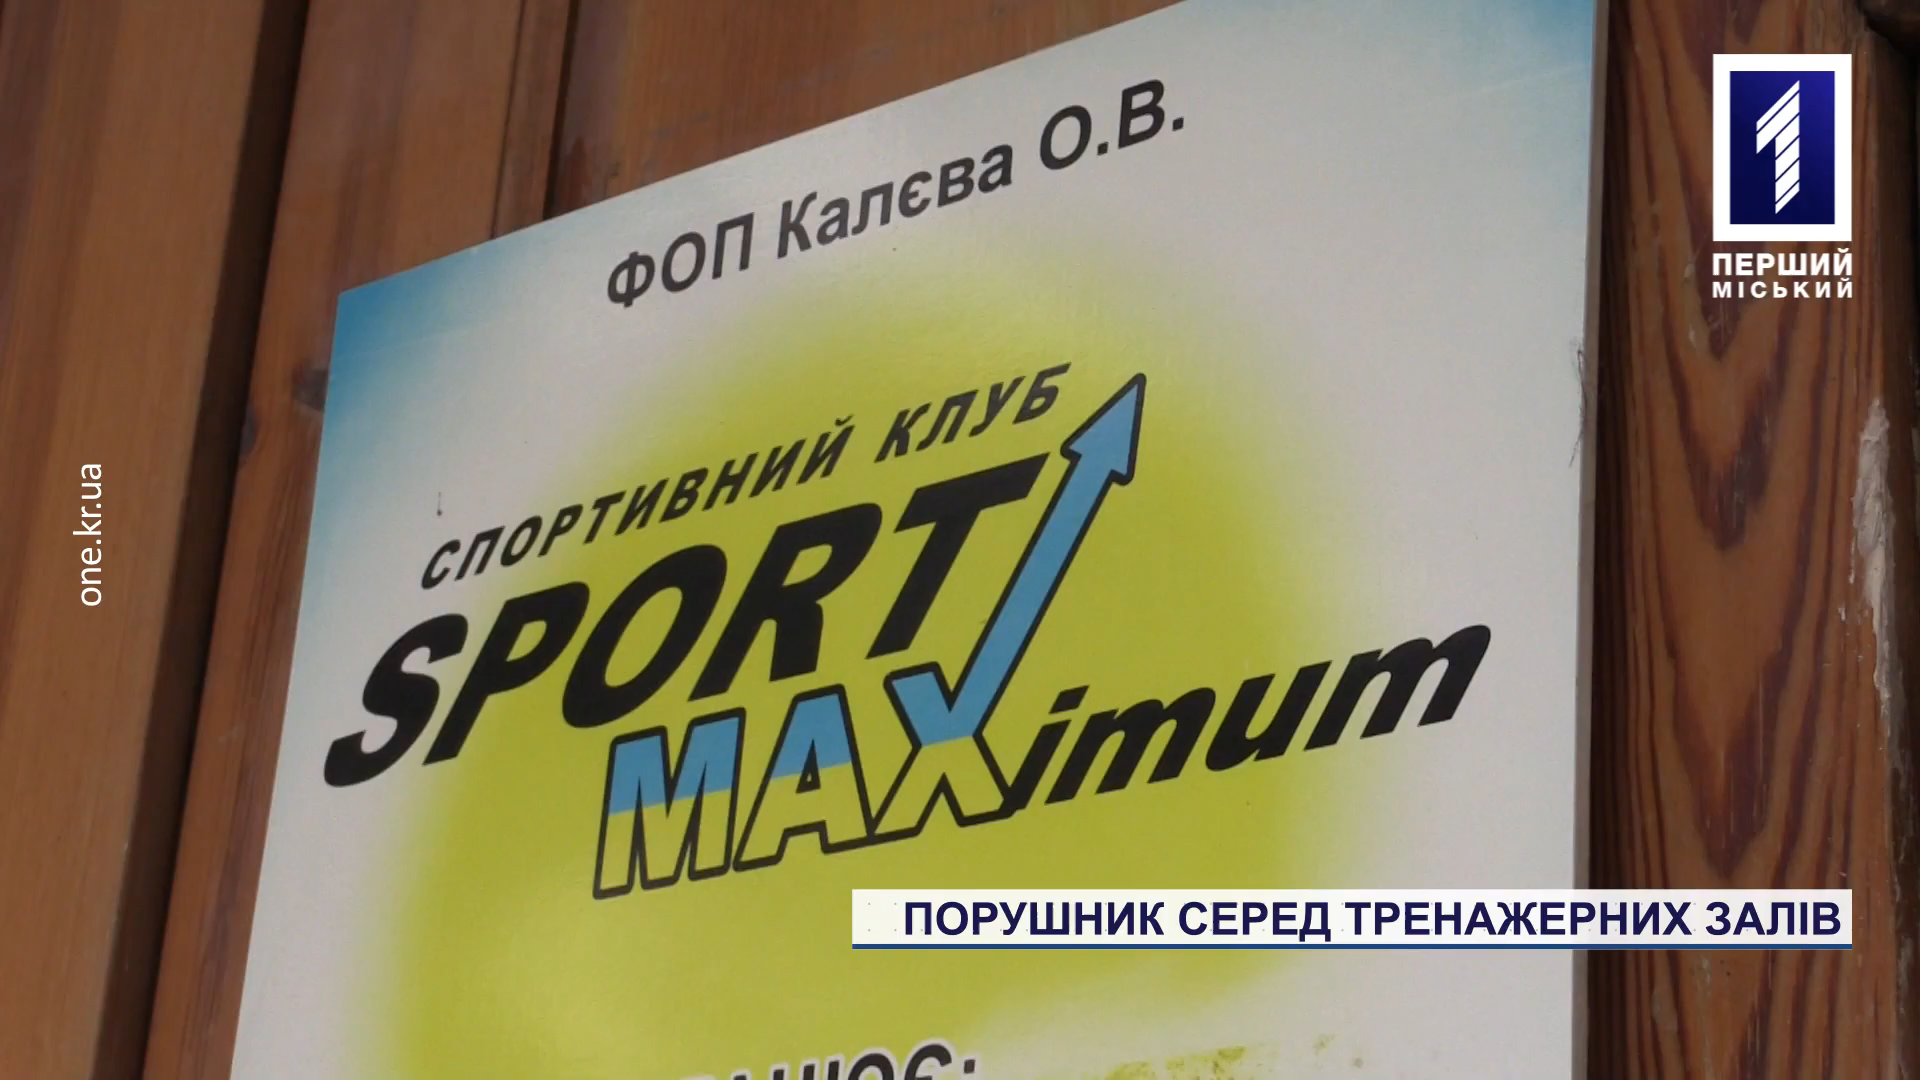 ФОП Калєва О.В.
СПОРТИВНИЙ КЛУБ
SPORT
MAXimum
ПЕРШИЙ
МІСЬКИЙ
one.kr.ua
ПОРУШНИК СЕРЕД ТРЕНАЖЕРНИХ ЗАЛІВ